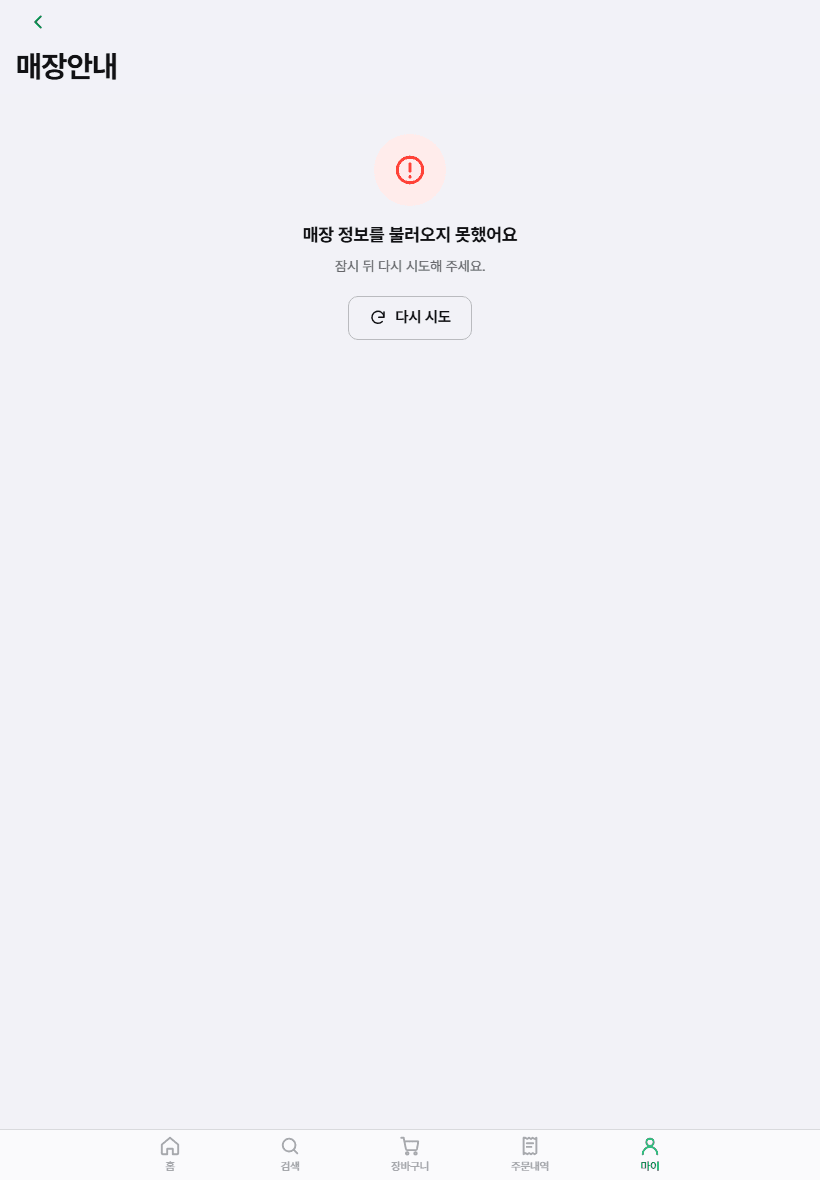 매장안내
매장 정보를 불러오지 못했어요
잠시 뒤 다시 시도해 주세요.
다시 시도
홈
검색
장바구니
주문내역
마이